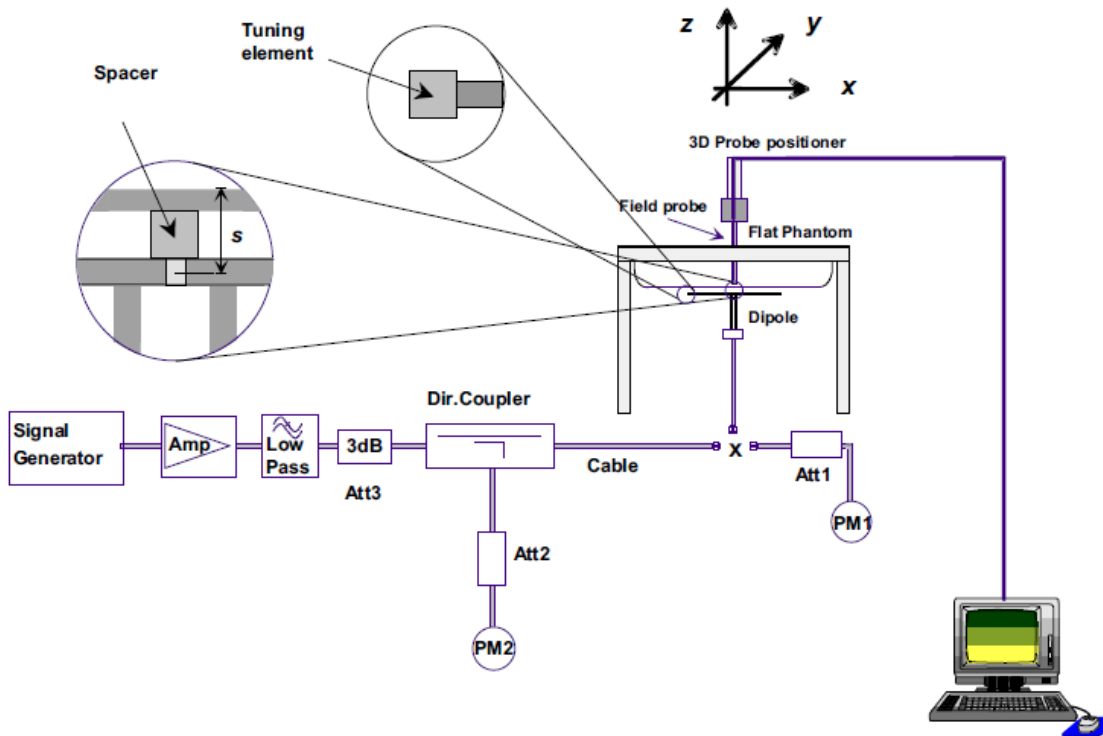 Tuning
element
Spacer
s
z
y
x
3D Probe positioner
Field probe
Flat Phantom
Dipole
Dir.Coupler
Signal
Generator
Amp
Low
Pass
3dB
Att3
Cable
x
Att1
PM1
Att2
PM2